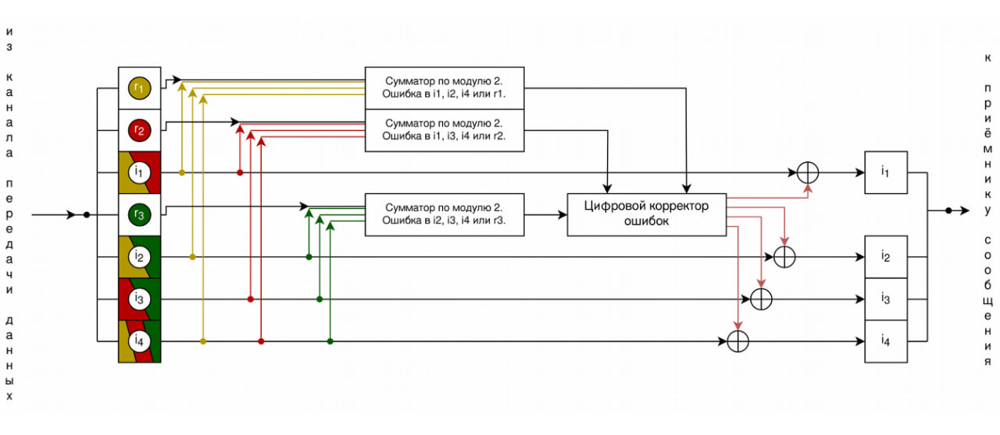 из канала передачи данных
r1
r2
i1
r3
i2
i3
i4
Сумматор по модулю 2.
Ошибка в i1, i2, i4 или r1.
Сумматор по модулю 2.
Ошибка в i1, i3, i4 или r2.
Сумматор по модулю 2.
Ошибка в i2, i3, i4 или r3.
Цифровой корректор
ошибок
i1
i2
i3
i4
к приёмнику сообщения